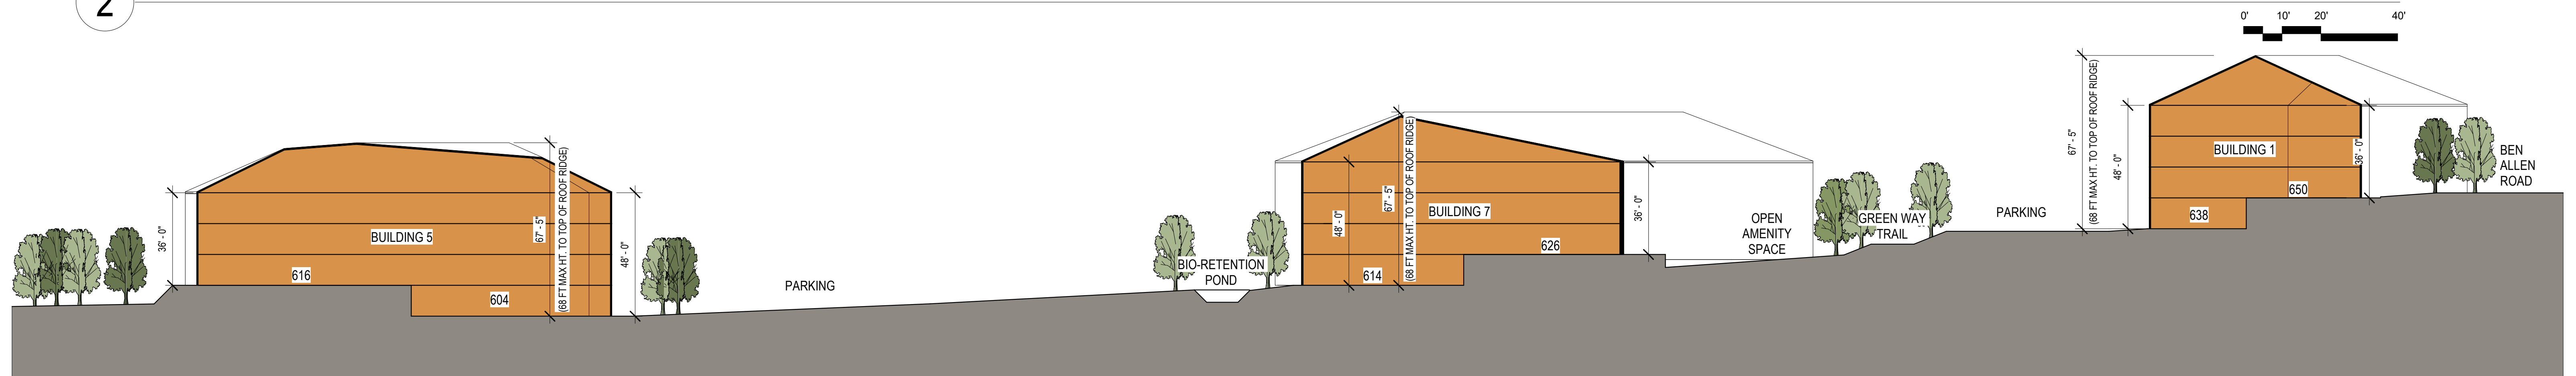 2
0'
10'
20'
40'
36' - 0"
BUILDING 5
616
604
67' - 5"
(68 FT MAX HT. TO TOP OF ROOF RIDGE)
48' - 0"
PARKING
BIO-RETENTION
POND
48' - 0"
67' - 5"
(68 FT MAX HT. TO TOP OF ROOF RIDGE)
BUILDING 7
614
626
36' - 0"
OPEN
AMENITY
SPACE
GREEN WAY
TRAIL
PARKING
67' - 5"
(68 FT MAX HT. TO TOP OF ROOF RIDGE)
48' - 0"
BUILDING 1
638
650
36' - 0"
BEN
ALLEN
ROAD